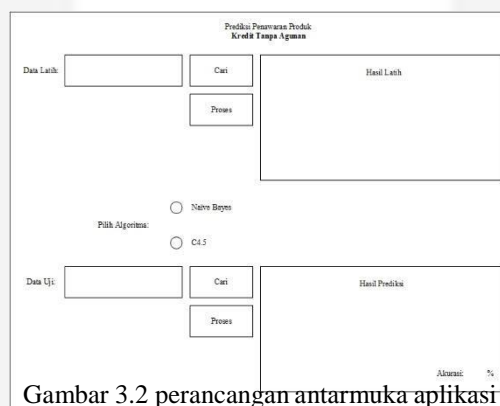 Prediksi Penawaran Produk
Kredit Tanpa Agunan
Data Latih:
Cari
Hasil Latih
Proses
Naive Bayes
Pilih Algoritma:
C4.5
Data Uji:
Cari
Hasil Prediksi
Proses
Akurasi: %
Gambar 3.2 perancangan antarmuka aplikasi